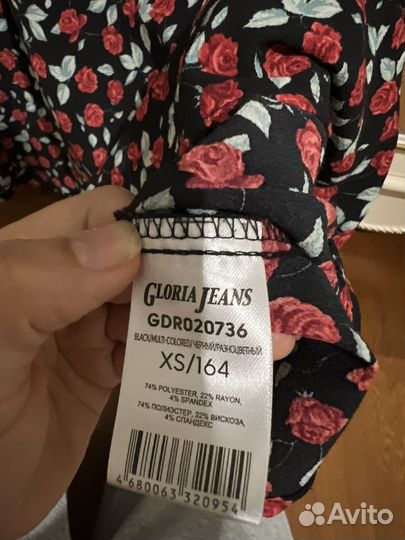 GLORIA JEANS
GDR020736
BLACK/MULTI-COLORED/ЧЕРНЫЙ/РАЗНОЦВЕТНЫЙ
XS/164
74% POLYESTER, 22% RAYON,
4% SPANDEX
74% ПОЛИЭСТЕР, 22% ВИСКОЗА,
4% СПАНДЕКС
4 680063 320954
Avito